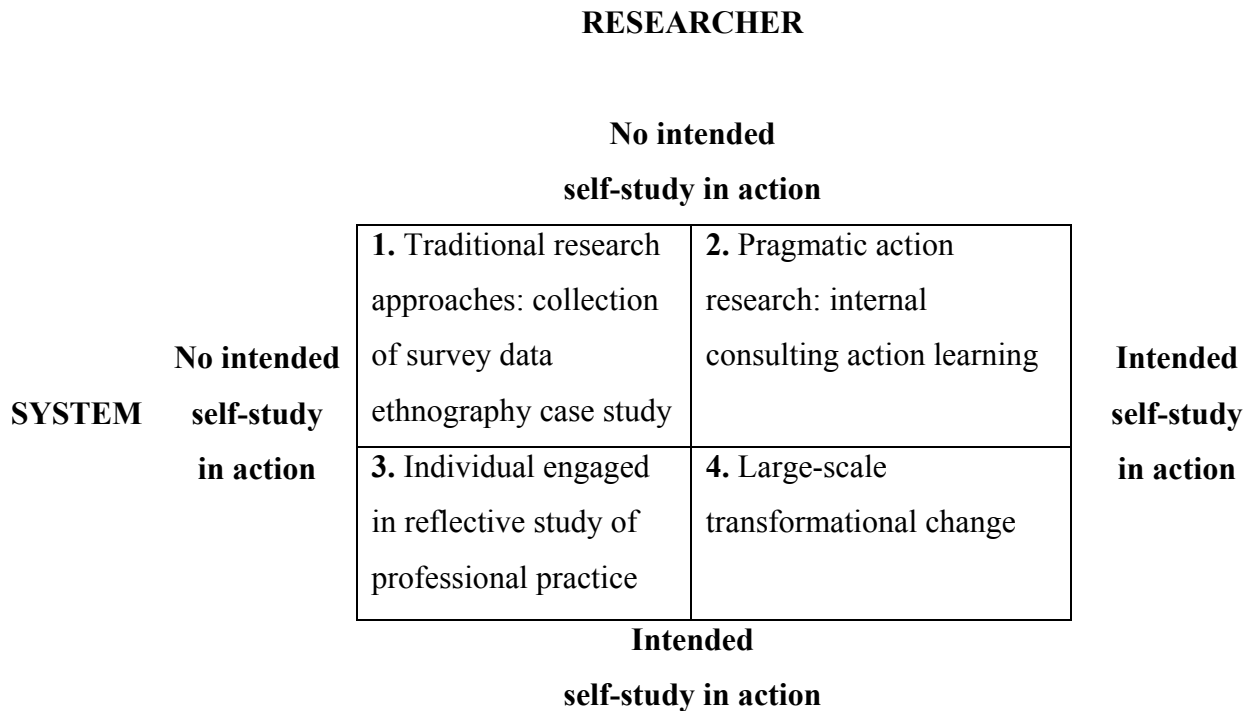 RESEARCHER
No intended
self-study in action
1. Traditional research
approaches: collection
of survey data
ethnography case study
2. Pragmatic action
research: internal
consulting action learning
SYSTEM
No intended
self-study
in action
Intended
self-study
in action
3. Individual engaged
in reflective study of
professional practice
4. Large-scale
transformational change
Intended
self-study in action